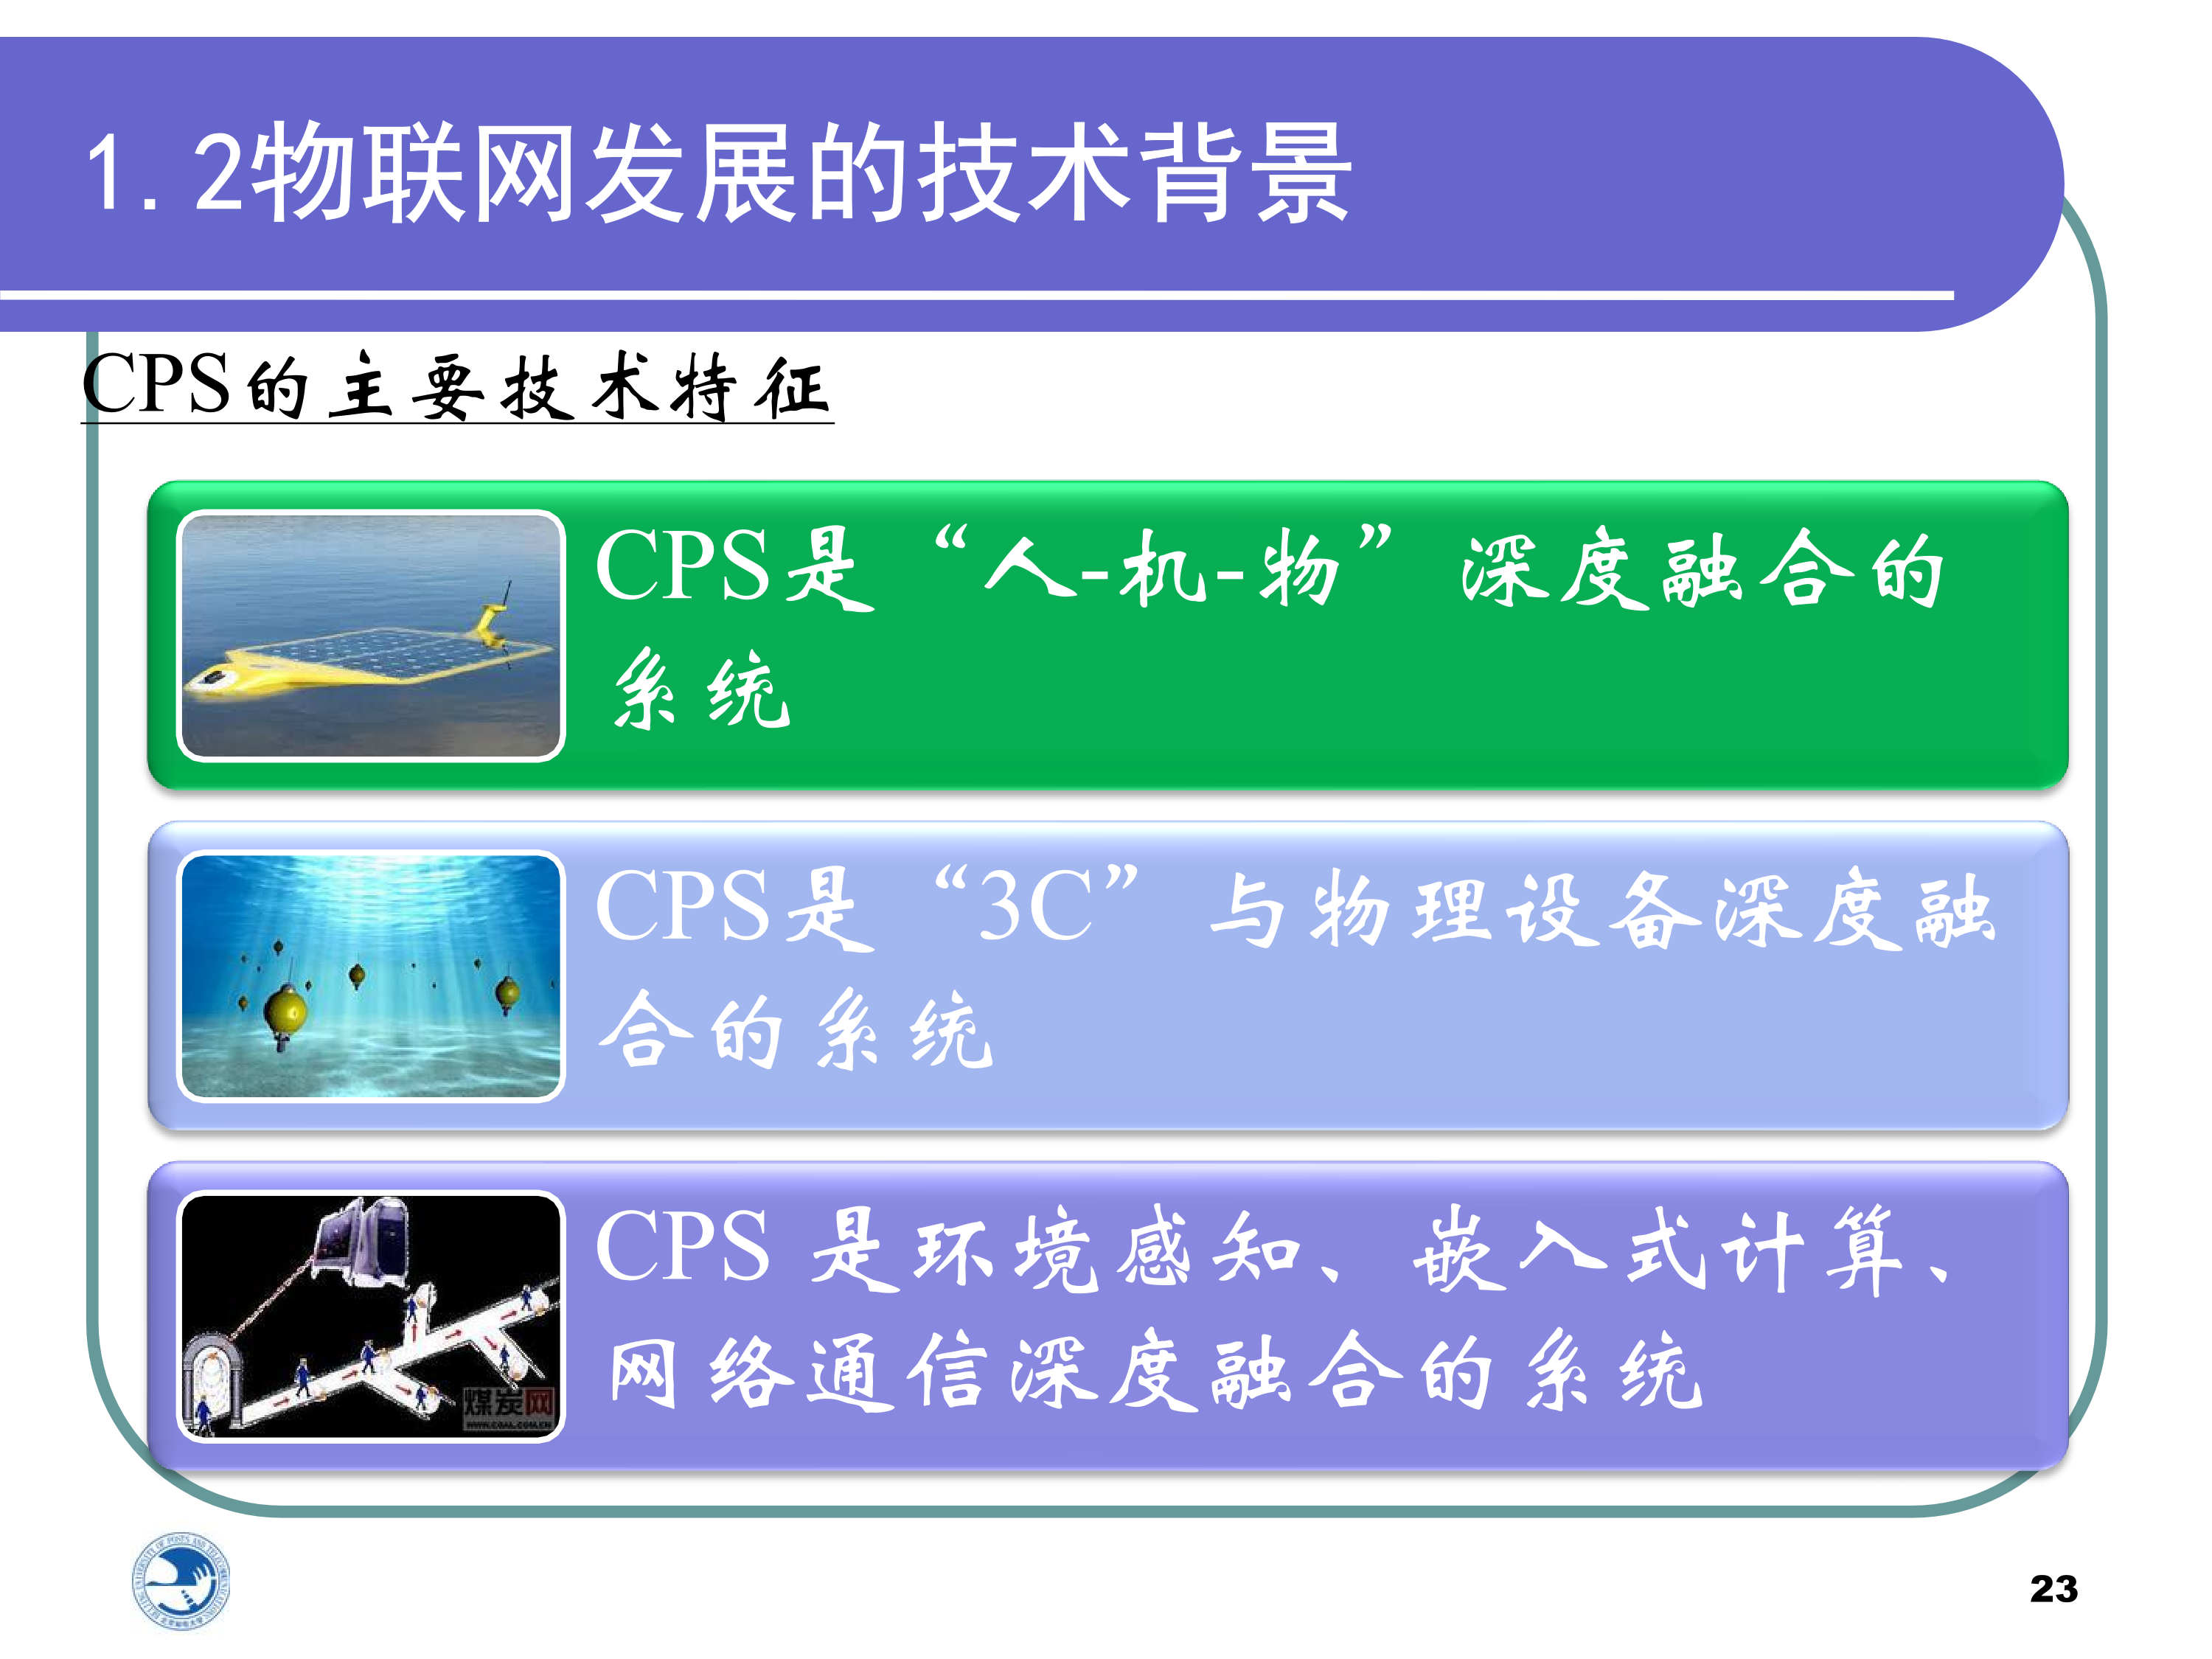 1.2物联网发展的技术背景
CPS的主要技术特征
CPS是“人-机-物”深度融合的
系统
CPS是“3C”与物理设备深度融
合的系统
CPS 是环境感知、嵌入式计算、
网络通信深度融合的系统
煤炭网
WWW.COAL.COM.CN
23